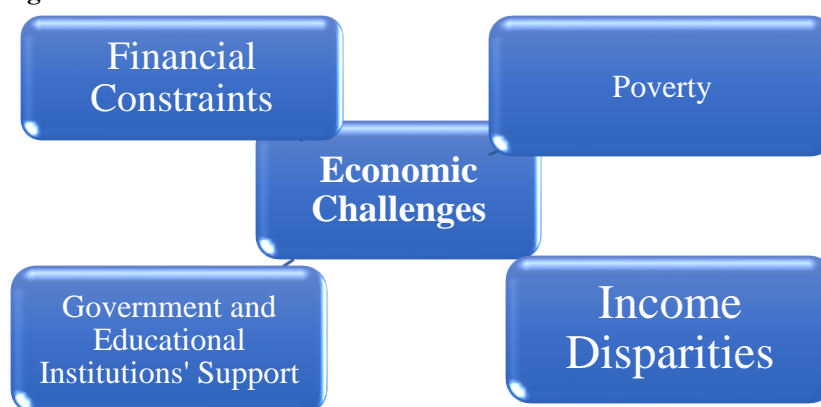 Financial
Constraints
Poverty
Economic
Challenges
Government and
Educational
Institutions' Support
Income
Disparities